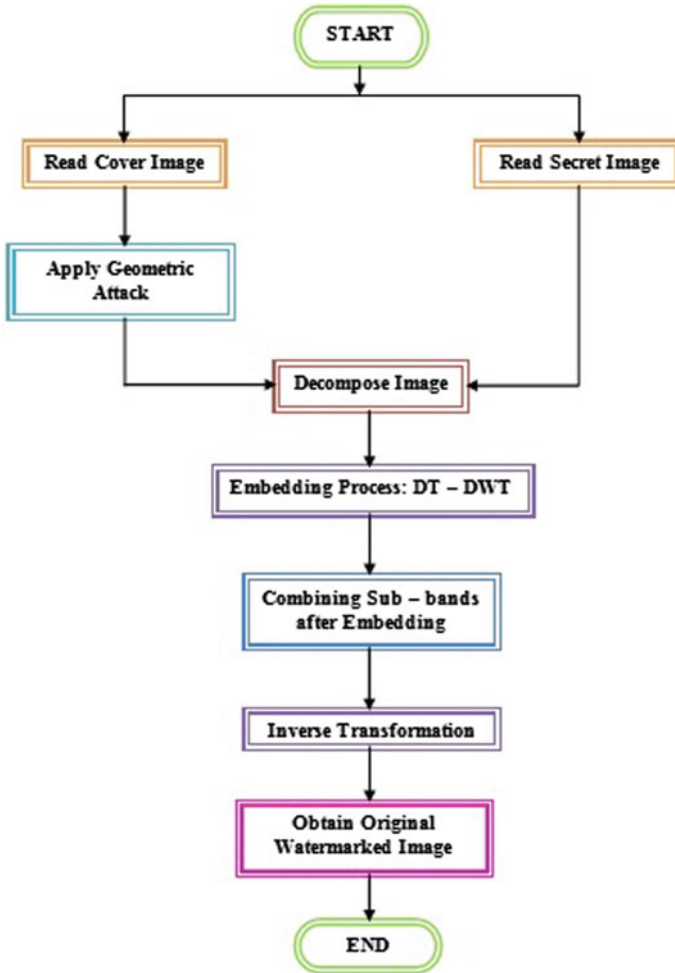 START
Read Cover Image
Read Secret Image
Apply Geometric
Attack
Decompose Image
Embedding Process: DT – DWT
Combining Sub – bands
after Embedding
Inverse Transformation
Obtain Original
Watermarked Image
END